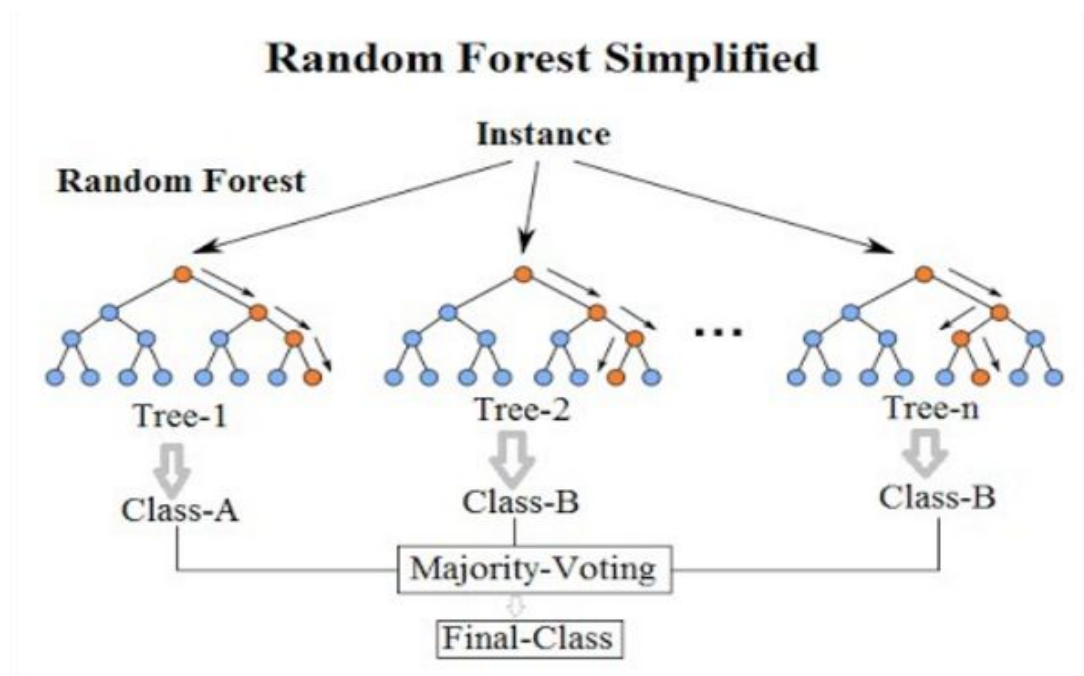 Random Forest Simplified
Instance
Random Forest
...
Tree-1
Tree-2
Tree-n
Class-A
Class-B
Class-B
Majority-Voting
Final-Class